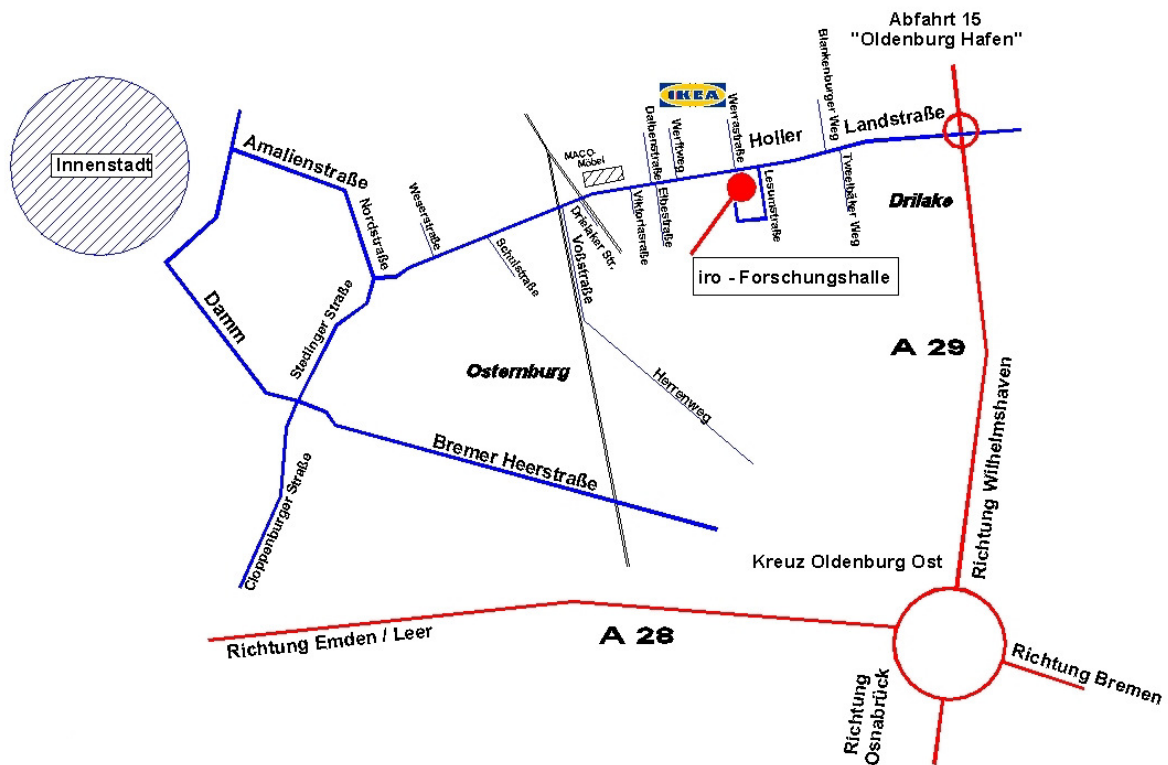 Abfahrt 15
"Oldenburg Hafen"
Innenstadt
Amalienstraße
Nordstraße
Damm
Stedinger Straße
Cloppenburger Straße
Weserstraße
Schulstraße
MACO-
Möbel
Drielaker Str.
Voßstraße
Dalbenstraße
Werftweg
IKEA
Viktoriasraße
Elbestraße
Werrastraße
Holler
Landstraße
Lesumstraße
Blankenburger Weg
Tweelbäker Weg
Drilake
iro - Forschungshalle
Osternburg
Herrenweg
Bremer Heerstraße
A 29
Richtung Wilhelmshaven
Kreuz Oldenburg Ost
Richtung Emden / Leer
A 28
Richtung
Osnabrück
Richtung Bremen